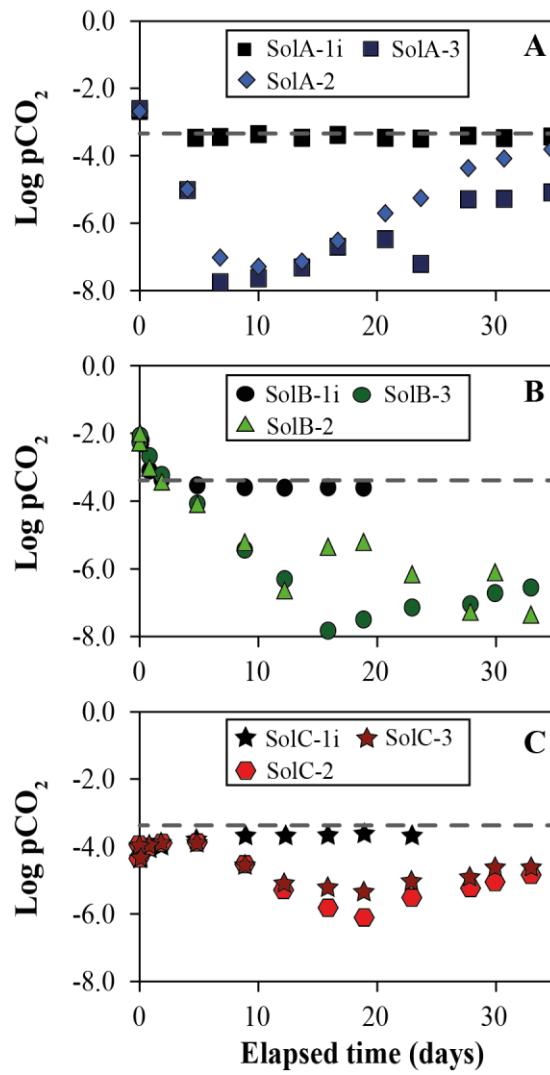 0.0
A
SolA-1i SolA-3
SolA-2
-2.0
-4.0
-6.0
-8.0
Log pCO2
0 10 20 30
0.0
B
SolB-1i SolB-3
SolB-2
-2.0
-4.0
-6.0
-8.0
Log pCO2
0 10 20 30
0.0
C
SolC-1i SolC-3
SolC-2
-2.0
-4.0
-6.0
-8.0
Log pCO2
0 10 20 30
Elapsed time (days)